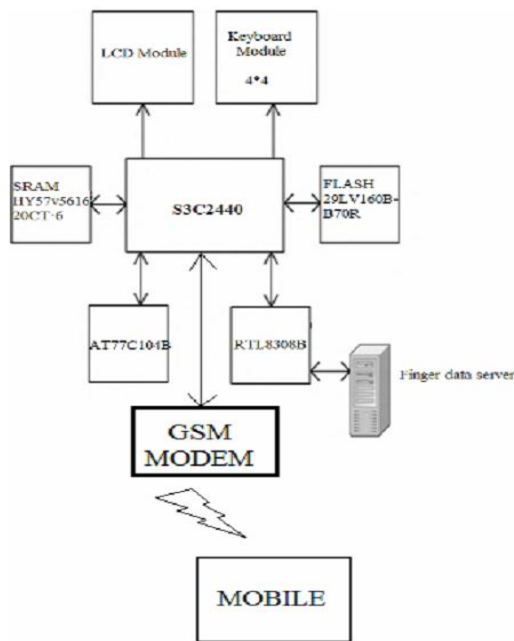 LCD Module
Keyboard
Module
4*4
SRAM
HY57v5616
20CT-6
S3C2440
FLASH
29LV160B-
B70R
AT77C104B
RTL8308B
Finger data server
GSM
MODEM
MOBILE